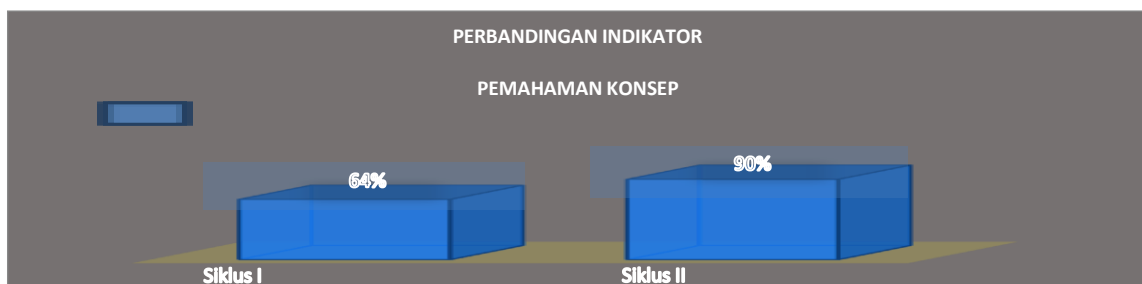 PERBANDINGAN INDIKATOR
PEMAHAMAN KONSEP
64%
90%
Siklus I
Siklus II